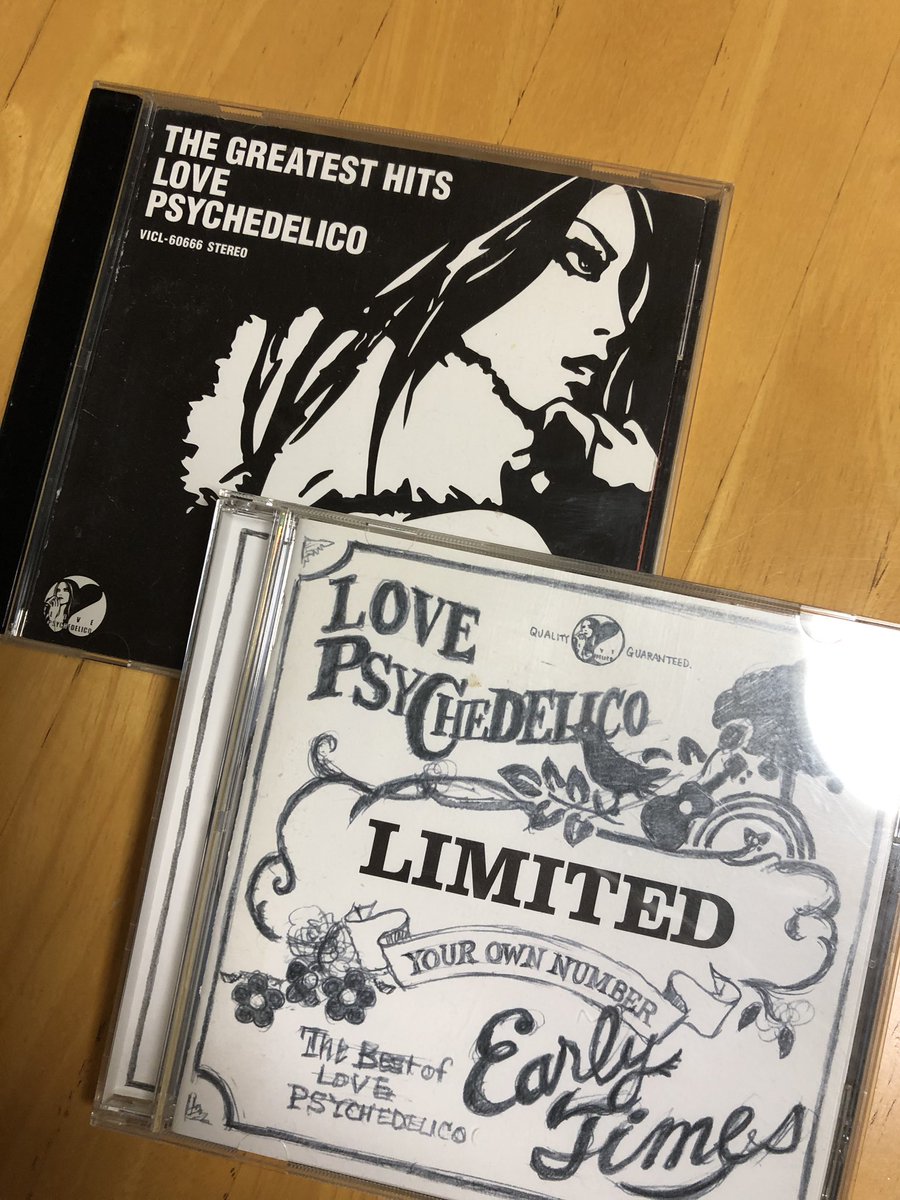 THE GREATEST HITS
LOVE
PSYCHEDELICO
VICL-60666 STEREO
LOVE
PSYCHEDELICO
QUALITY GUARANTEED.
LIMITED
YOUR OWN NUMBER
Early
Times
The Best of
LOVE
PSYCHEDELICO